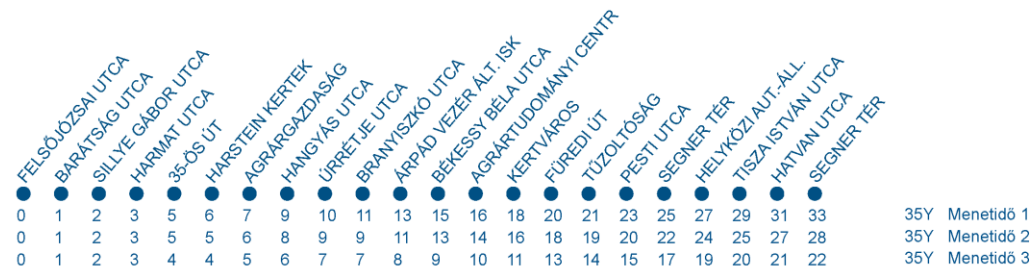 FELSŐJÓZSAI UTCA
BARÁTSÁG UTCA
SILLYE GÁBOR UTCA
HARMAT UTCA
35-ÖS ÚT
HARSTEIN KERTEK
AGRÁRGAZDASÁG
HANGYÁS UTCA
ÚRRÉTJE UTCA
BRANYISZKÓ UTCA
ÁRPÁD VEZÉR ÁLT. ISK
BÉKESSY BÉLA UTCA
AGRÁRTUDOMÁNYI CENTR
KERTVÁROS
FÜREDI ÚT
TŰZOLTÓSÁG
PESTI UTCA
SEGNER TÉR
HELYKÖZI AUT.-ÁLL.
TISZA ISTVÁN UTCA
HATVAN UTCA
SEGNER TÉR
0 1 2 3 5 6 7 9 10 11 13 15 16 18 20 21 23 25 27 29 31 33 35Y Menetidő 1
0 1 2 3 5 5 6 8 9 9 11 13 14 16 18 19 20 22 24 25 27 28 35Y Menetidő 2
0 1 2 3 4 4 5 6 7 7 8 9 10 11 13 14 15 17 19 20 21 22 35Y Menetidő 3